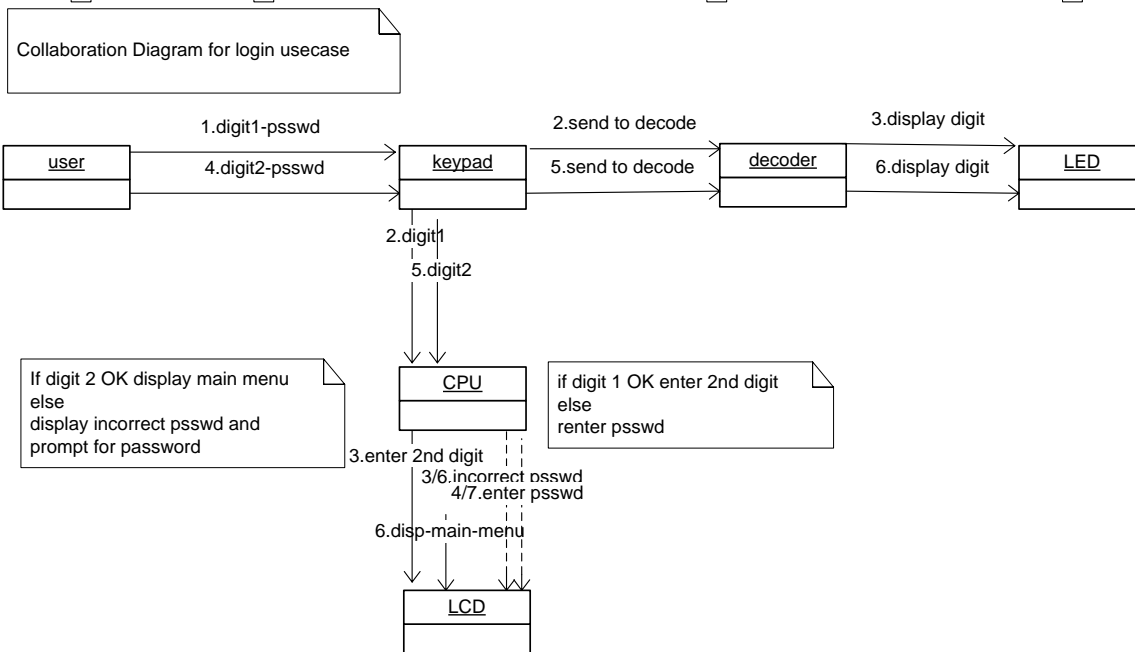 Collaboration Diagram for login usecase
1.digit1-psswd
2.send to decode
3.display digit
user
keypad
decoder
LED
4.digit2-psswd
5.send to decode
6.display digit
2.digit1
5.digit2
If digit 2 OK display main menu
else
display incorrect psswd and
prompt for password
CPU
if digit 1 OK enter 2nd digit
else
renter psswd
3.enter 2nd digit
3/6.incorrect psswd
4/7.enter psswd
6.disp-main-menu
LCD